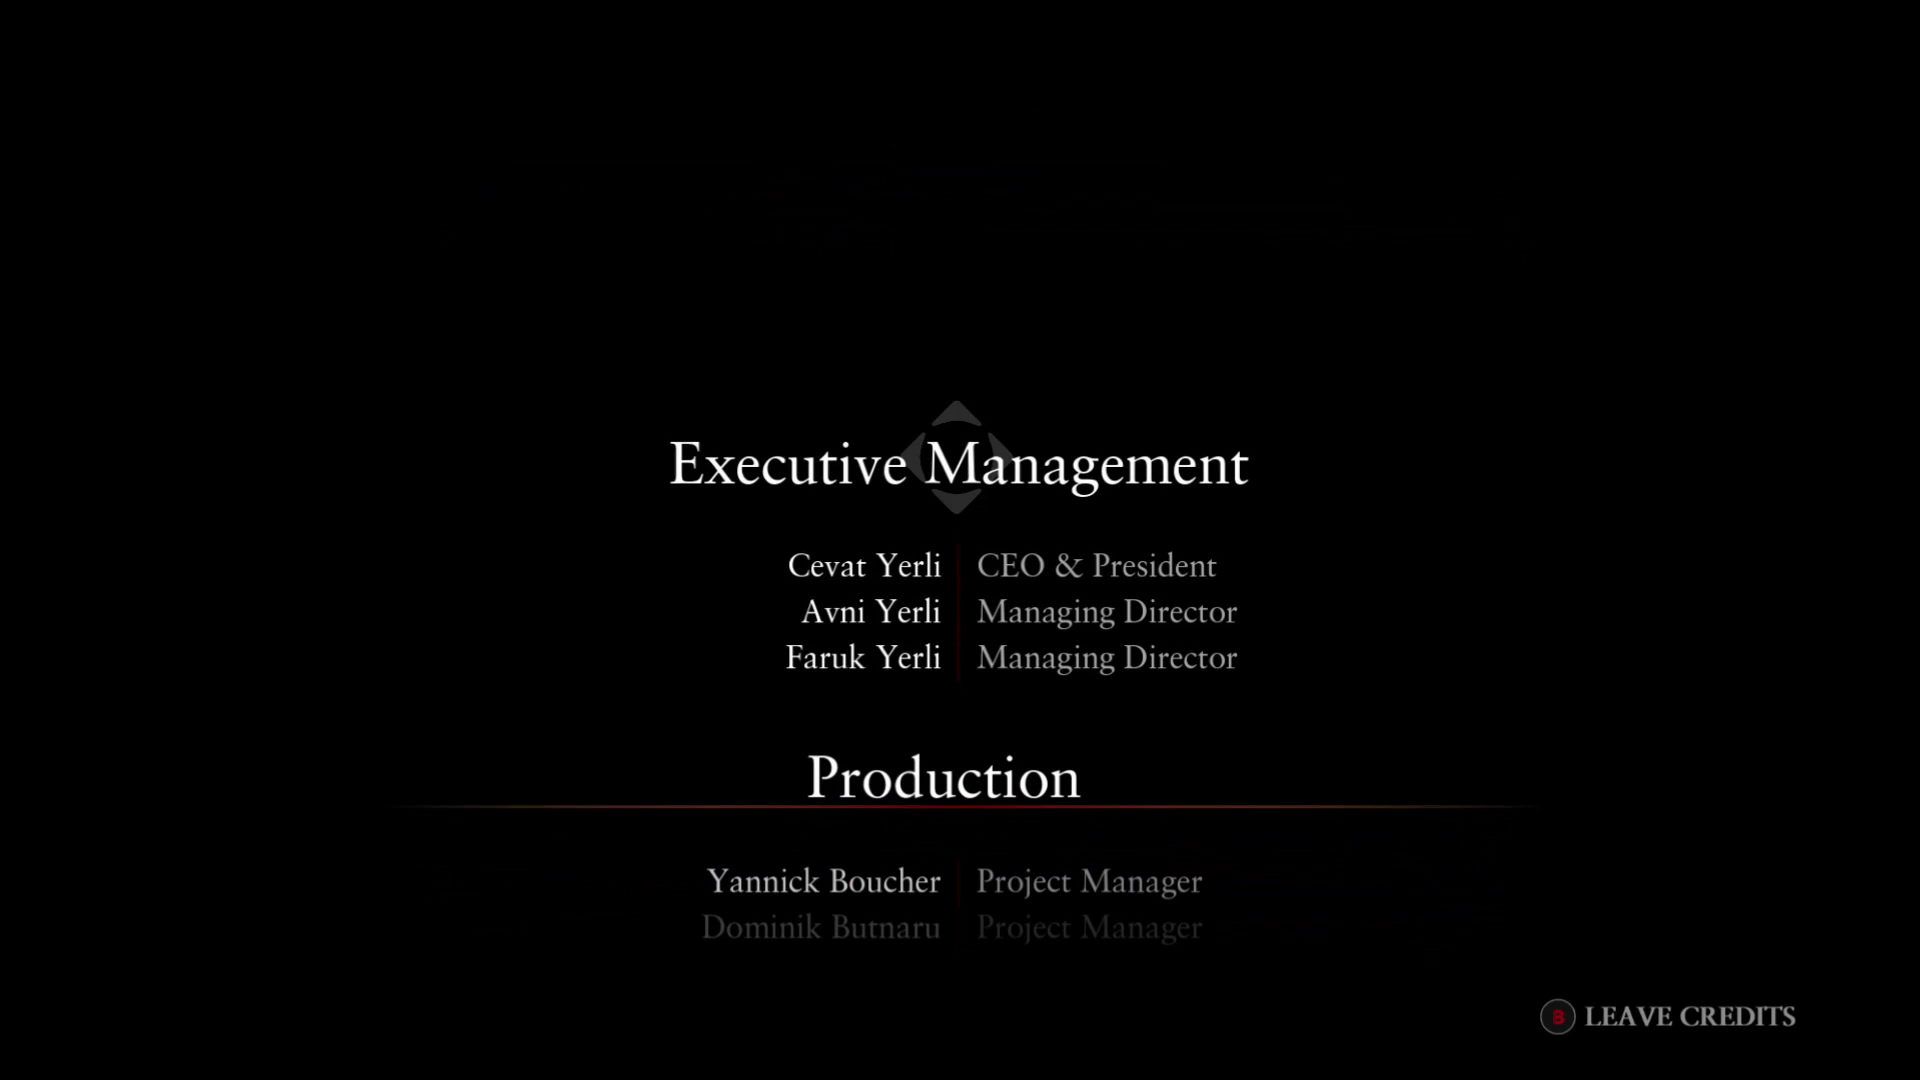 Executive Management
Cevat Yerli CEO & President
Avni Yerli Managing Director
Faruk Yerli Managing Director
Production
Yannick Boucher Project Manager
Dominik Butnaru Project Manager
B LEAVE CREDITS